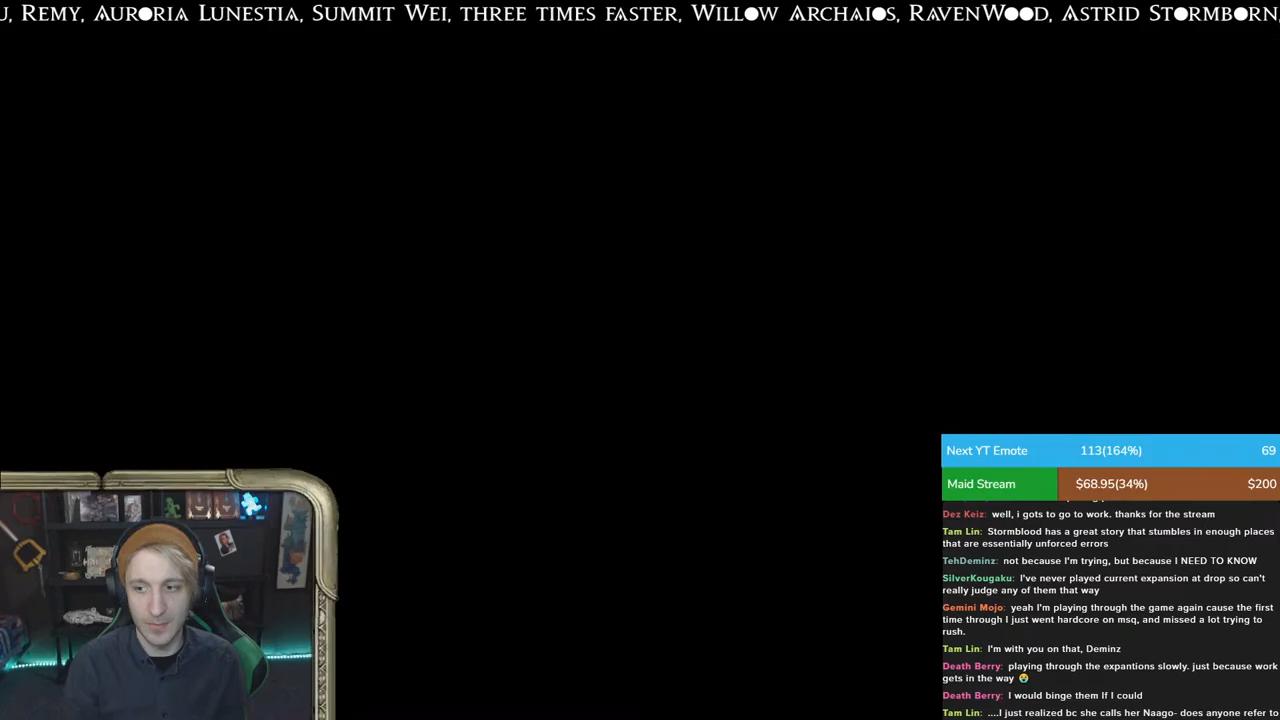 U, Remy, Auroria Lunestia, Summit Wei, three times faster, Willow Archaios, RavenWood, Astrid Stormborn,
Next YT Emote 113(164%) 69
Maid Stream $68.95(34%) $200
Dez Keiz: well, i gots to go to work. thanks for the stream
Tam Lin: Stormblood has a great story that stumbles in enough places
that are essentially unforced errors
TehDeminz: not because I'm trying, but because I NEED TO KNOW
SilverKougaku: I've never played current expansion at drop so can't
really judge any of them that way
Gemini Mojo: yeah I'm playing through the game again cause the first
time through I just went hardcore on msq, and missed a lot trying to
rush.
Tam Lin: I'm with you on that, Deminz
Death Berry: playing through the expantions slowly. just because work
gets in the way 😭
Death Berry: I would binge them If I could
Tam Lin: ....I just realized bc she calls her Naago- does anyone refer to